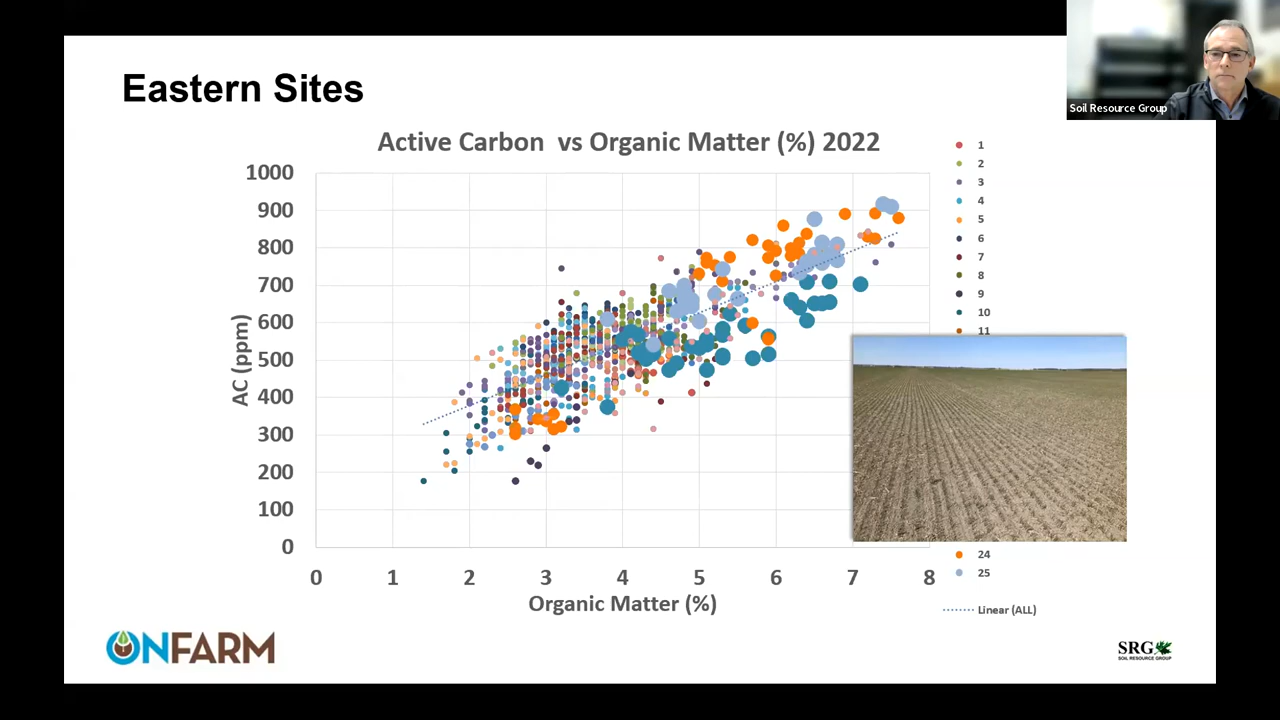 Soil Resource Group
Eastern Sites
Active Carbon vs Organic Matter (%) 2022
1000
900
800
700
600
500
400
300
200
100
0
AC (ppm)
0 1 2 3 4 5 6 7 8
Organic Matter (%)
1
2
3
4
5
6
7
8
9
10
11
24
25
Linear (ALL)
ONFARM
SRG
SOIL RESOURCE GROUP